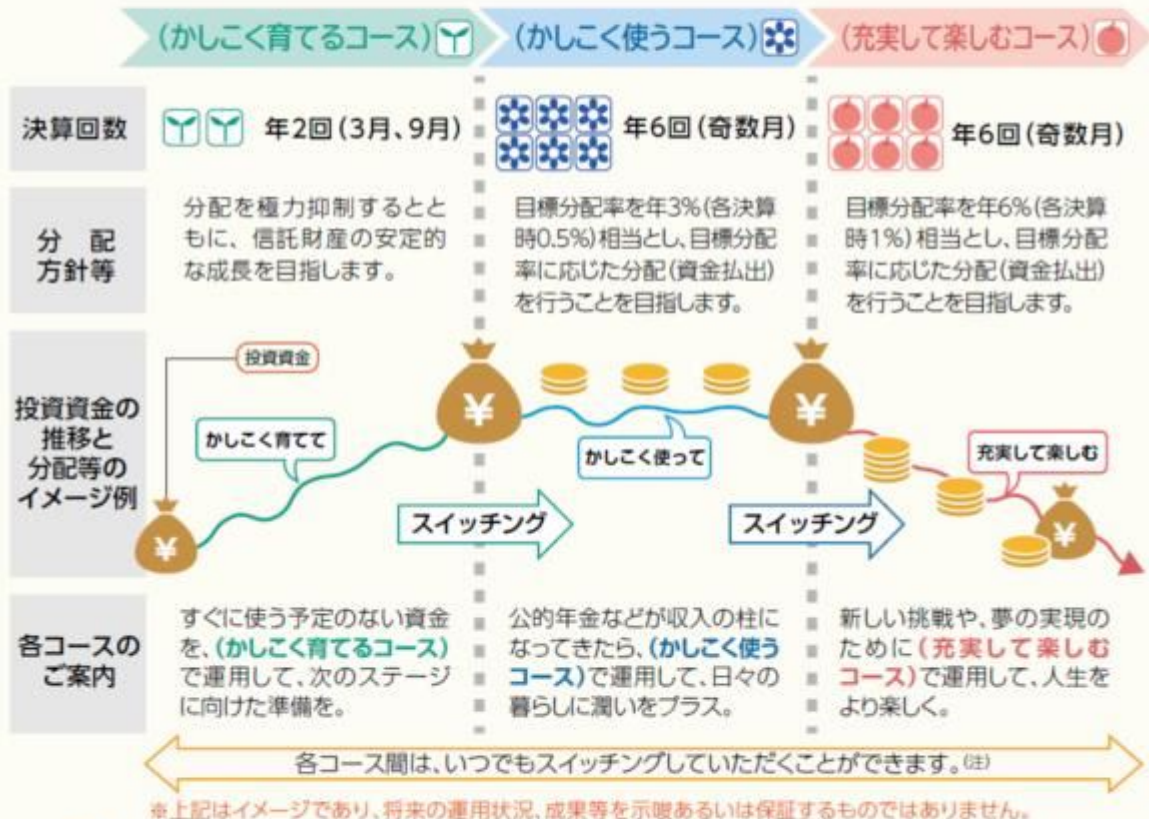 (かしこく育てるコース)
(かしこく使うコース)
(充実して楽しむコース)
決算回数
年2回(3月、9月)
年6回(奇数月)
年6回(奇数月)
分 配
方針等
分配を極力抑制するとと
もに、信託財産の安定的
な成長を目指します。
目標分配率を年3%(各決算
時0.5%)相当とし、目標分配
率に応じた分配(資金払出)
を行うことを目指します。
目標分配率を年6%(各決算
時1%)相当とし、目標分配
率に応じた分配(資金払出)
を行うことを目指します。
投資資金の
推移と
分配等の
イメージ例
投資資金
¥
かしこく育てて
¥
かしこく使って
¥
充実して楽しむ
¥
スイッチング
スイッチング
各コースの
ご案内
すぐに使う予定のない資金
を、(かしこく育てるコース)
で運用して、次のステージ
に向けた準備を。
公的年金などが収入の柱に
なってきたら、(かしこく使う
コース)で運用して、日々の
暮らしに潤いをプラス。
新しい挑戦や、夢の実現の
ために(充実して楽しむ
コース)で運用して、人生を
より楽しく。
各コース間は、いつでもスイッチングしていただくことができます。(注)
※上記はイメージであり、将来の運用状況、成果等を示唆あるいは保証するものではありません。